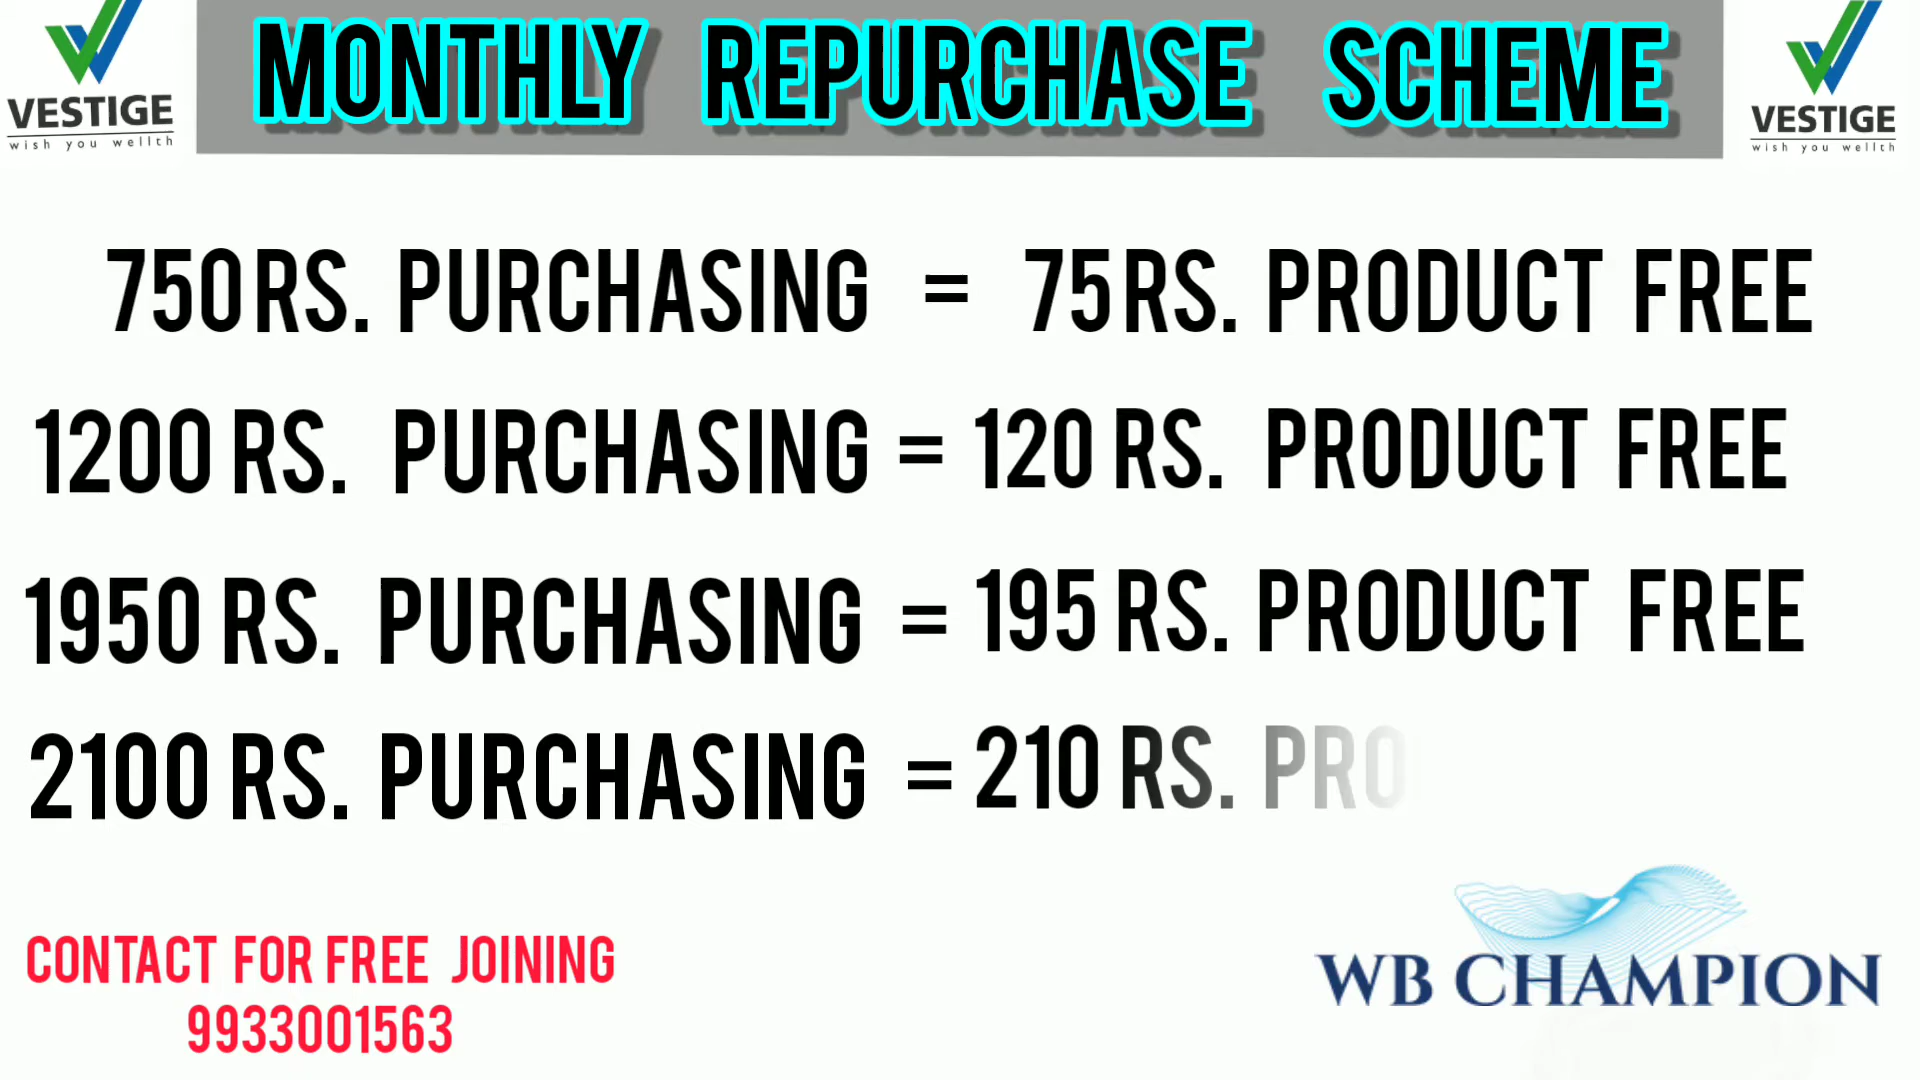 MONTHLY REPURCHASE SCHEME
VESTIGE
wish you wellth
VESTIGE
wish you wellth
750 RS. PURCHASING = 75 RS. PRODUCT FREE
1200 RS. PURCHASING = 120 RS. PRODUCT FREE
1950 RS. PURCHASING = 195 RS. PRODUCT FREE
2100 RS. PURCHASING = 210 RS. PRO
CONTACT FOR FREE JOINING
9933001563
WB CHAMPION